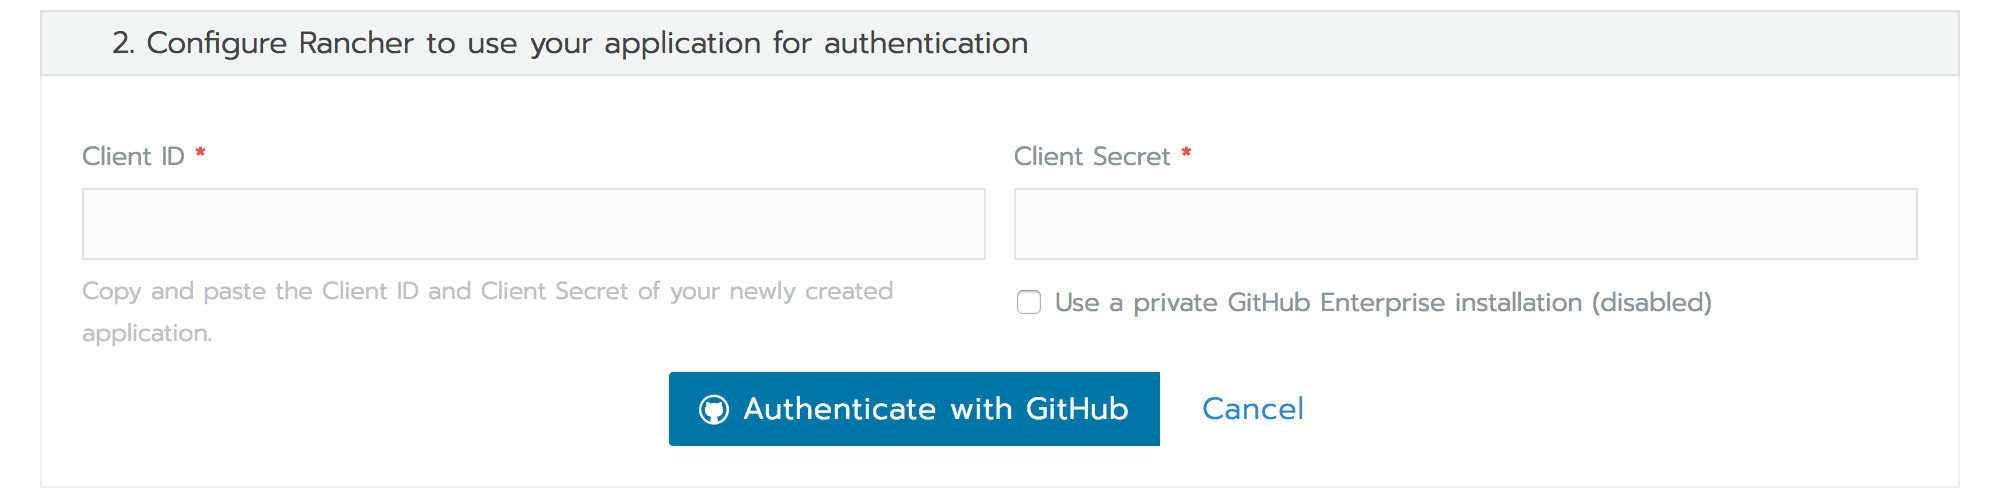 2. Configure Rancher to use your application for authentication
Client ID *
Client Secret *
Copy and paste the Client ID and Client Secret of your newly created
application.
Use a private GitHub Enterprise installation (disabled)
Authenticate with GitHub
Cancel